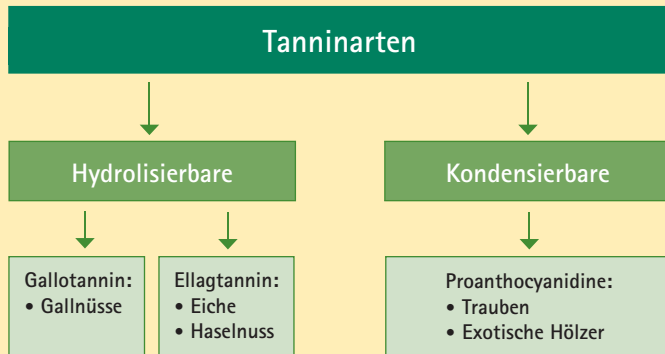 Tanninarten
Hydrolisierbare
Kondensierbare
Gallotannin:
• Gallnüsse
Ellagtannin:
• Eiche
• Haselnuss
Proanthocyanidine:
• Trauben
• Exotische Hölzer